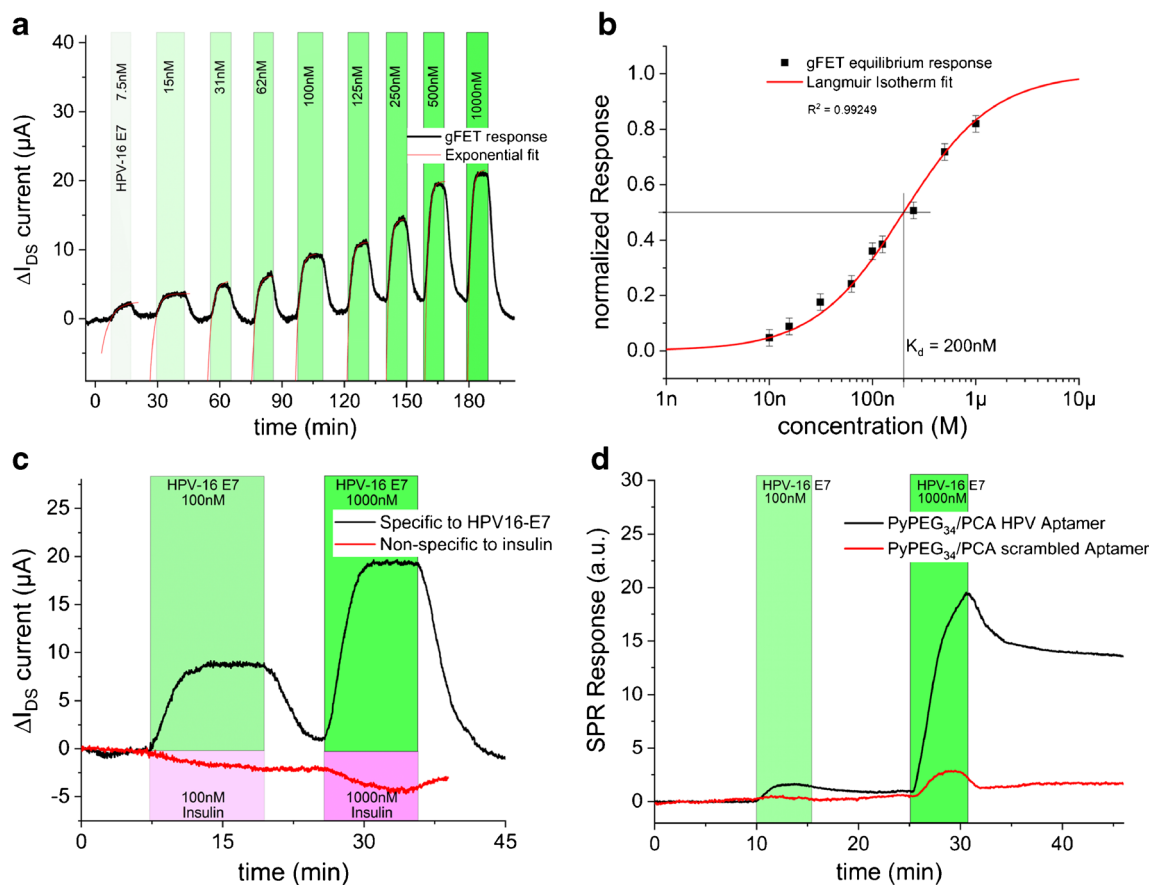 a
ΔI_DS current (µA)
40
30
20
10
0
HPV-16 E7 7.5nM
15nM
31nM
62nM
100nM
125nM
250nM
500nM
1000nM
gFET response
Exponential fit
0 30 60 90 120 150 180
time (min)
b
normalized Response
1.0
0.8
0.6
0.4
0.2
0.0
gFET equilibrium response
Langmuir Isotherm fit
R² = 0.99249
K_d = 200nM
1n 10n 100n 1µ 10µ
concentration (M)
c
ΔI_DS current (µA)
25
20
15
10
5
0
-5
HPV-16 E7
100nM
HPV-16 E7
1000nM
Specific to HPV16-E7
Non-specific to insulin
100nM
Insulin
1000nM
Insulin
0 15 30 45
time (min)
d
SPR Response (a.u.)
30
25
20
15
10
5
0
HPV-16 E7
100nM
HPV-16 E7
1000nM
PyPEG₃₄/PCA HPV Aptamer
PyPEG₃₄/PCA scrambled Aptamer
0 10 20 30 40
time (min)